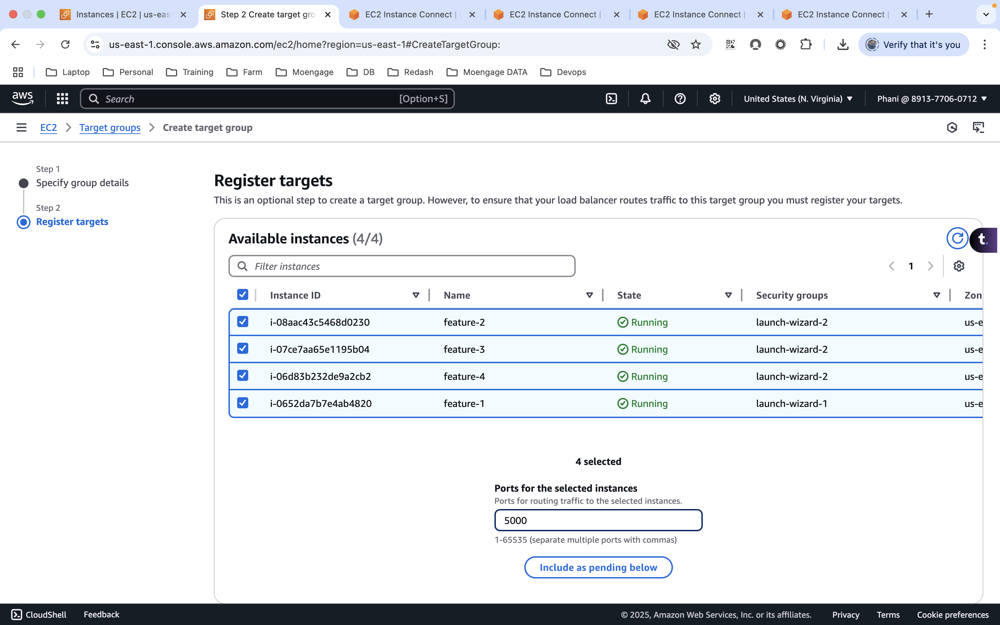 Instances | EC2 | us-eas
Step 2 Create target gro
EC2 Instance Connect |
EC2 Instance Connect |
EC2 Instance Connect |
EC2 Instance Connect |
us-east-1.console.aws.amazon.com/ec2/home?region=us-east-1#CreateTargetGroup:
Verify that it's you
Laptop
Personal
Training
Farm
Moengage
DB
Redash
Moengage DATA
Devops
aws
Search
[Option+S]
United States (N. Virginia)
Phani @ 8913-7706-0712
EC2
Target groups
Create target group
Step 1
Specify group details
Step 2
Register targets
Register targets
This is an optional step to create a target group. However, to ensure that your load balancer routes traffic to this target group you must register your targets.
Available instances (4/4)
t.
Filter instances
1
Instance ID
Name
State
Security groups
Zon
i-08aac43c5468d0230
feature-2
Running
launch-wizard-2
us-e
i-07ce7aa65e1195b04
feature-3
Running
launch-wizard-2
us-e
i-06d83b232de9a2cb2
feature-4
Running
launch-wizard-2
us-e
i-0652da7b7e4ab4820
feature-1
Running
launch-wizard-1
us-e
4 selected
Ports for the selected instances
Ports for routing traffic to the selected instances.
5000
1-65535 (separate multiple ports with commas)
Include as pending below
CloudShell
Feedback
© 2025, Amazon Web Services, Inc. or its affiliates.
Privacy
Terms
Cookie preferences